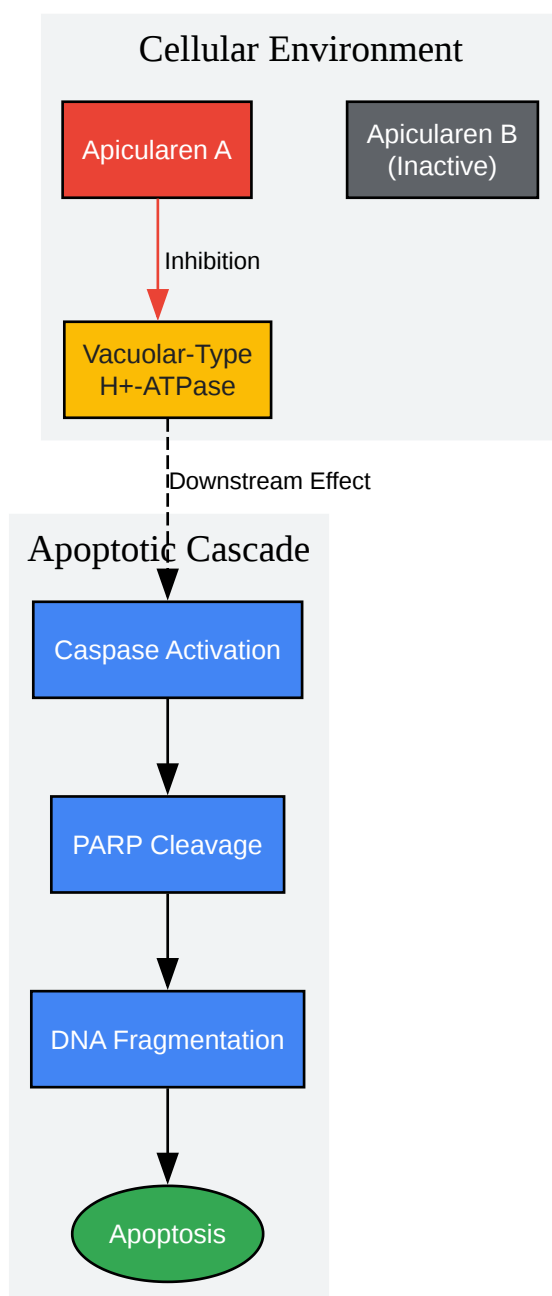 Cellular Environment
Apicularen A
Apicularen B
(Inactive)
Inhibition
Vacuolar-Type
H+-ATPase
Downstream Effect
Apoptotic Cascade
Caspase Activation
PARP Cleavage
DNA Fragmentation
Apoptosis